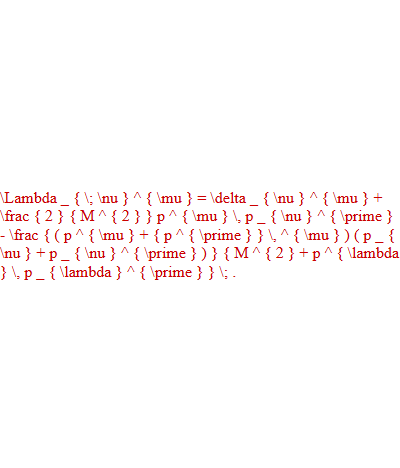 \Lambda _ { \; \nu } ^ { \mu } = \delta _ { \nu } ^ { \mu } +
\frac { 2 } { M ^ { 2 } } p ^ { \mu } \, p _ { \nu } ^ { \prime }
- \frac { ( p ^ { \mu } + { p ^ { \prime } } \, ^ { \mu } ) ( p _ {
\nu } + p _ { \nu } ^ { \prime } ) } { M ^ { 2 } + p ^ { \lambda
} \, p _ { \lambda } ^ { \prime } } \; .